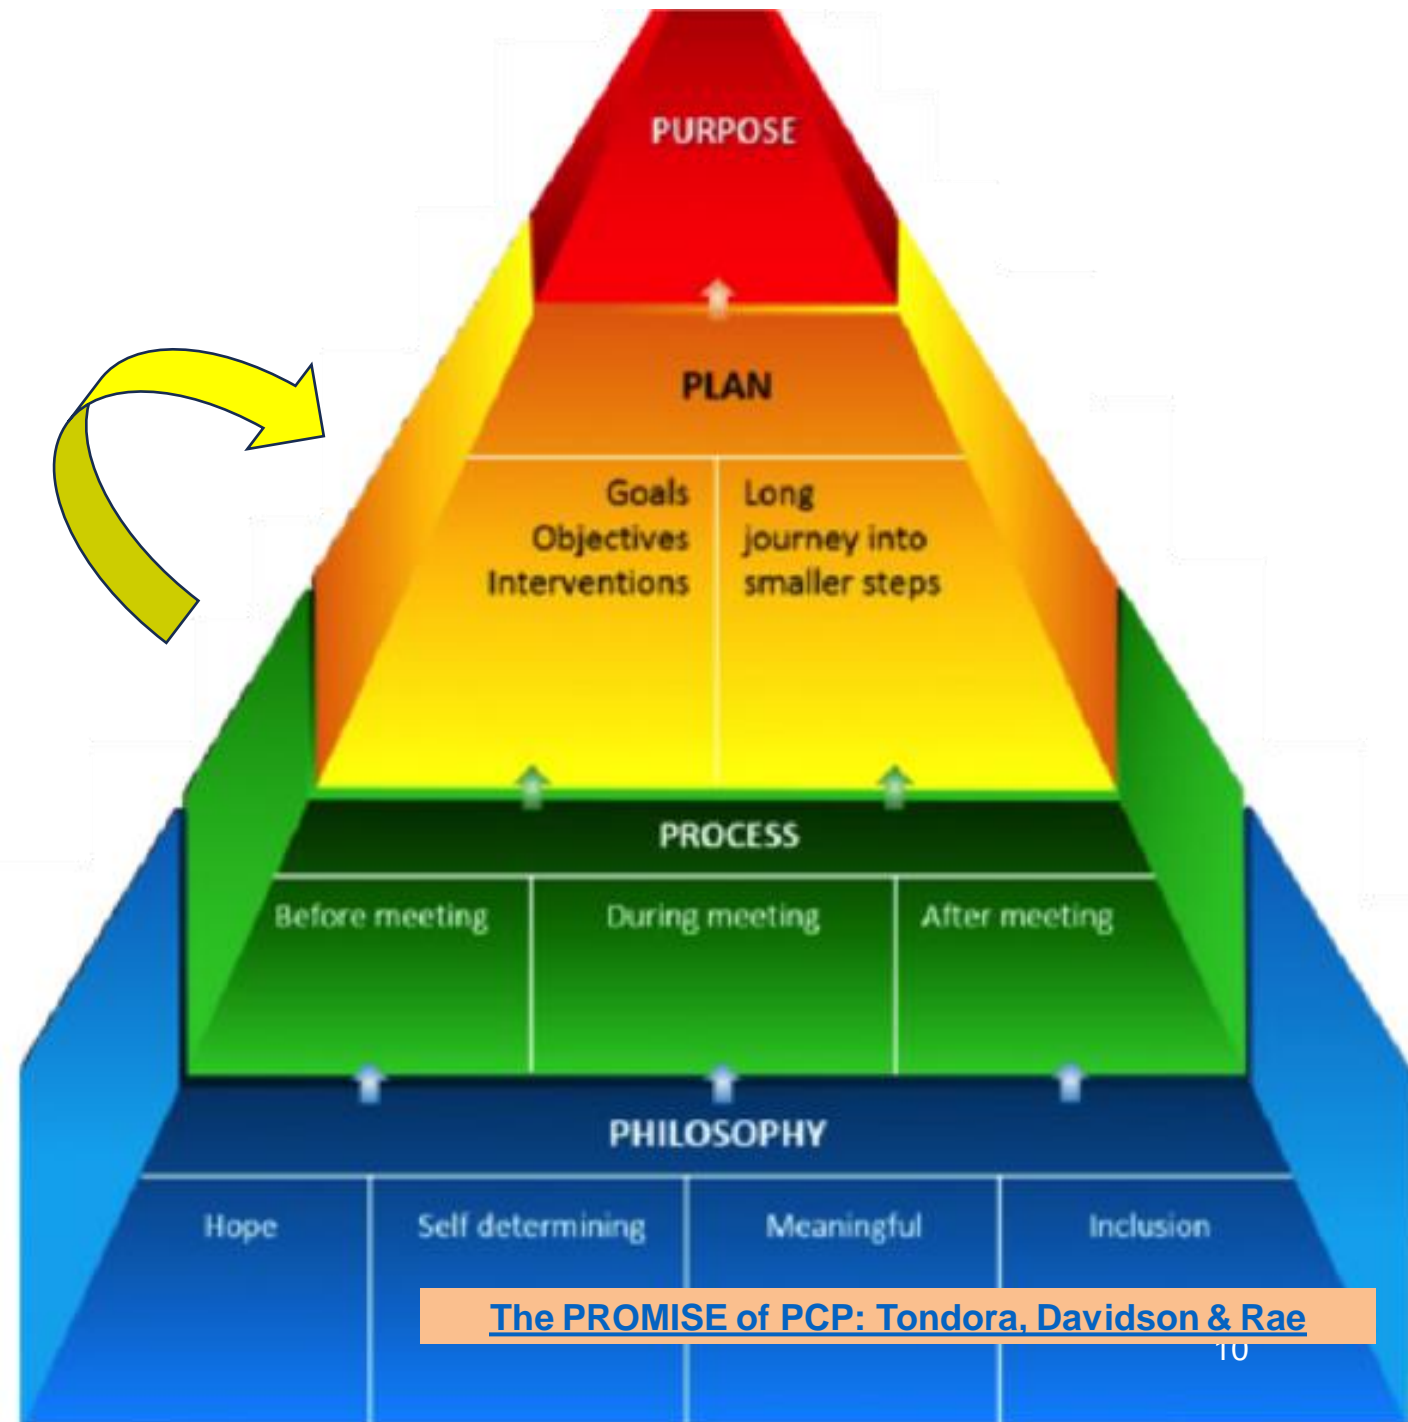 PURPOSE
PLAN
Goals
Objectives
Interventions
Long
journey into
smaller steps
PROCESS
Before meeting
During meeting
After meeting
PHILOSOPHY
Hope
Self determining
Meaningful
Inclusion
The PROMISE of PCP: Tondora, Davidson & Rae
10